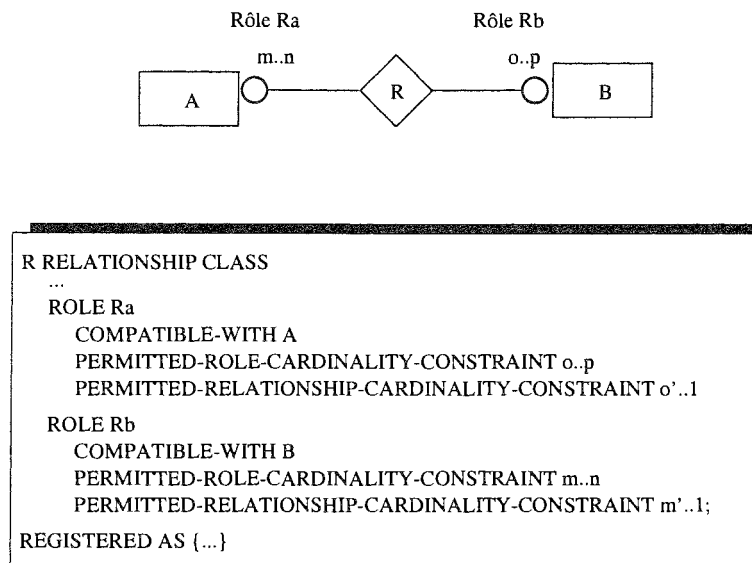 Rôle Ra Rôle Rb
m..n o..p
A R B
R RELATIONSHIP CLASS
...
ROLE Ra
COMPATIBLE-WITH A
PERMITTED-ROLE-CARDINALITY-CONSTRAINT o..p
PERMITTED-RELATIONSHIP-CARDINALITY-CONSTRAINT o'..1
ROLE Rb
COMPATIBLE-WITH B
PERMITTED-ROLE-CARDINALITY-CONSTRAINT m..n
PERMITTED-RELATIONSHIP-CARDINALITY-CONSTRAINT m'..1;
REGISTERED AS {...}